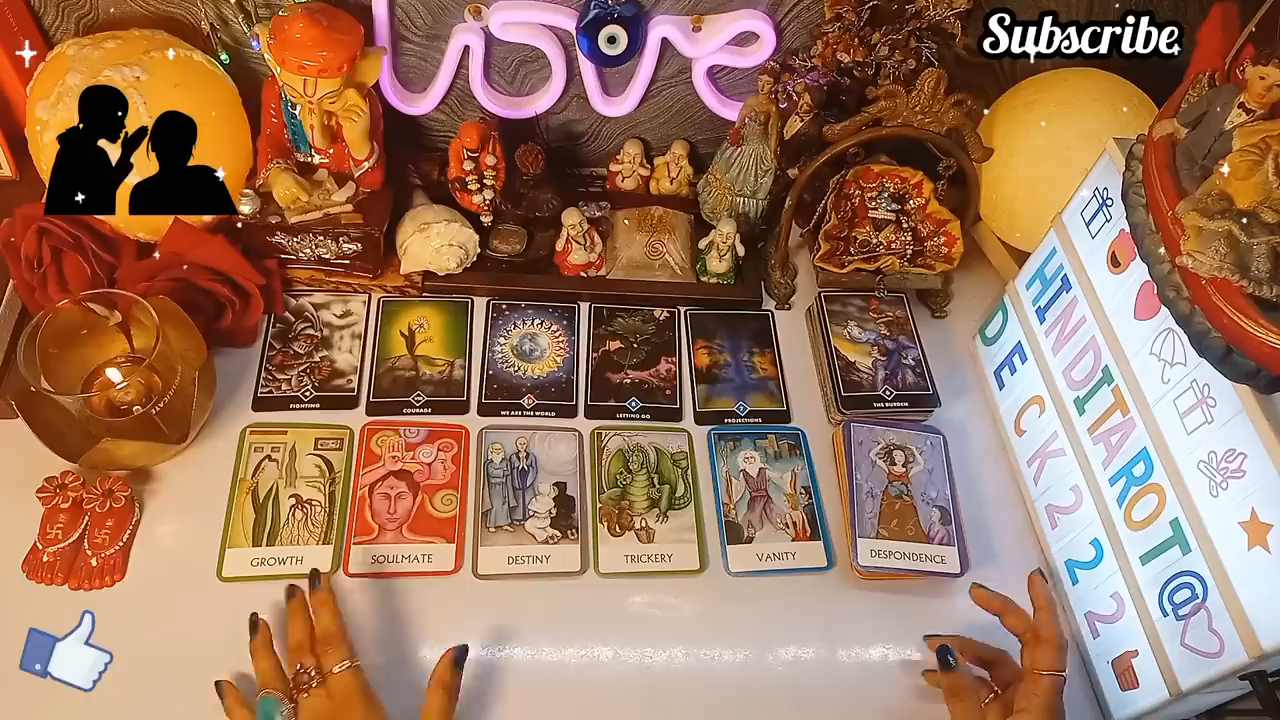 love
Subscribe
FIGHTING
COURAGE
WE ARE THE WORLD
LETTING GO
PROJECTIONS
THE BURDEN
GROWTH
SOULMATE
DESTINY
TRICKERY
VANITY
DESPONDENCE
HINDITAROT@
DECK222